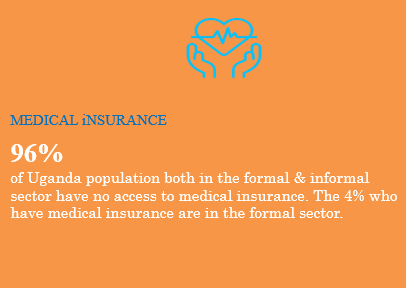 MEDICAL iNSURANCE
96%
of Uganda population both in the formal & informal
sector have no access to medical insurance. The 4% who
have medical insurance are in the formal sector.